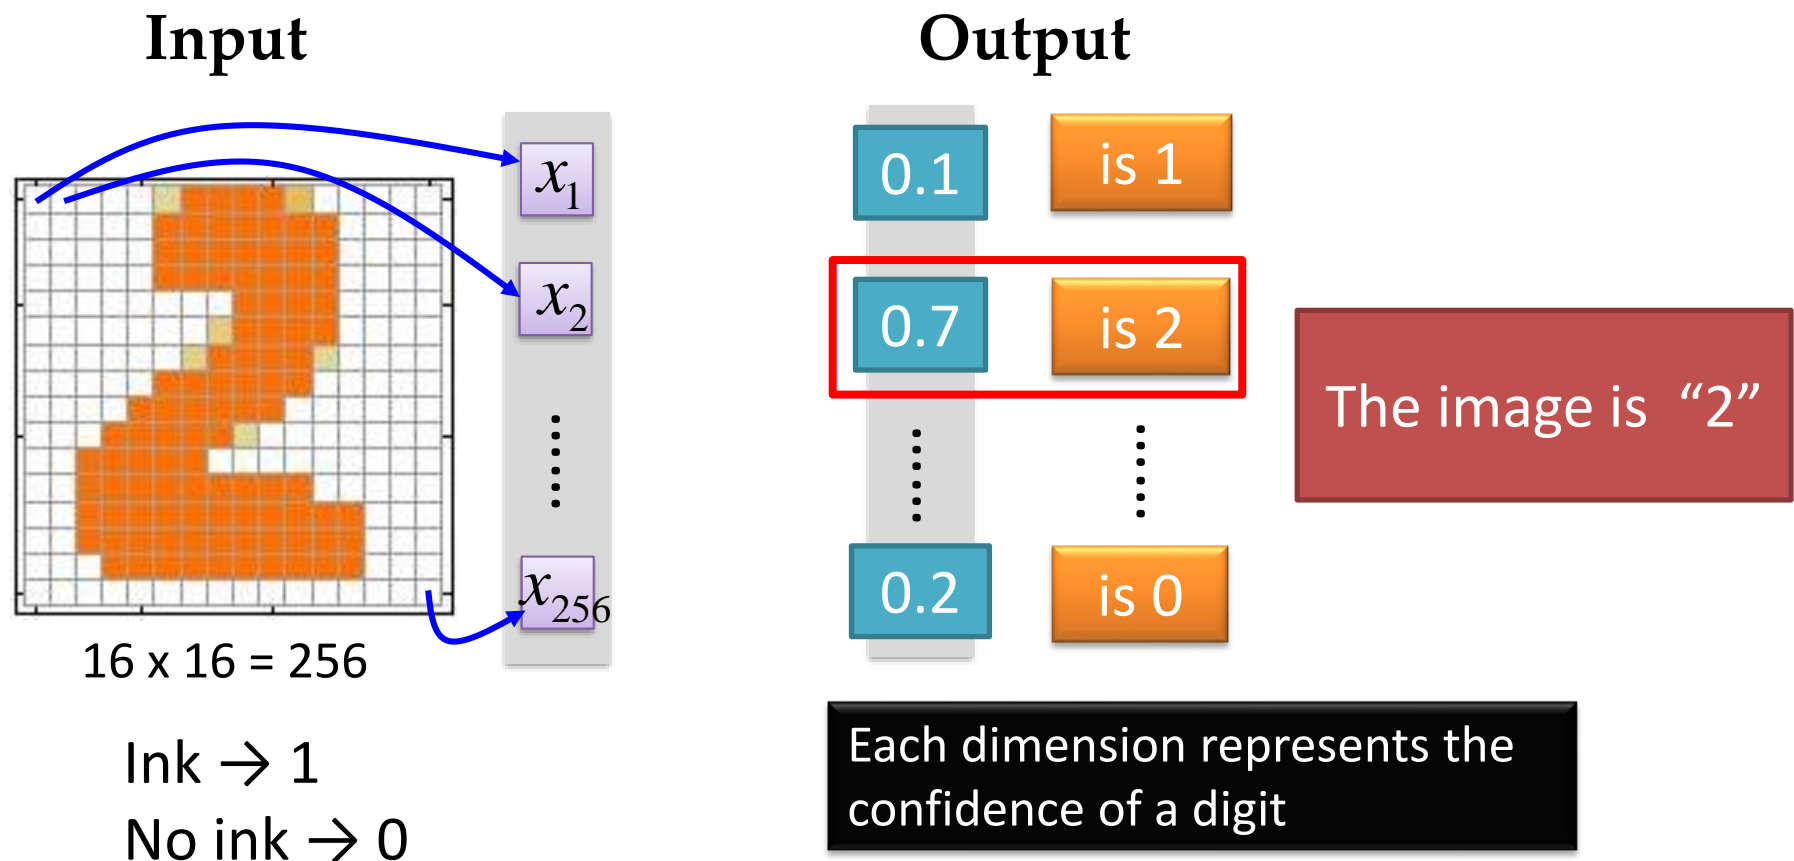 Input
Output
x1
x2
x256
16 x 16 = 256
Ink → 1
No ink → 0
0.1
is 1
0.7
is 2
0.2
is 0
The image is “2”
Each dimension represents the
confidence of a digit